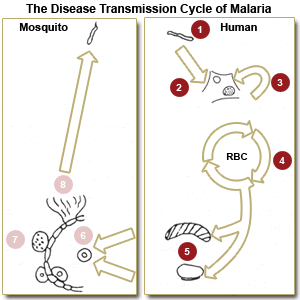 The Disease Transmission Cycle of Malaria
Mosquito
Human
1
2
3
RBC
4
5
6
7
8